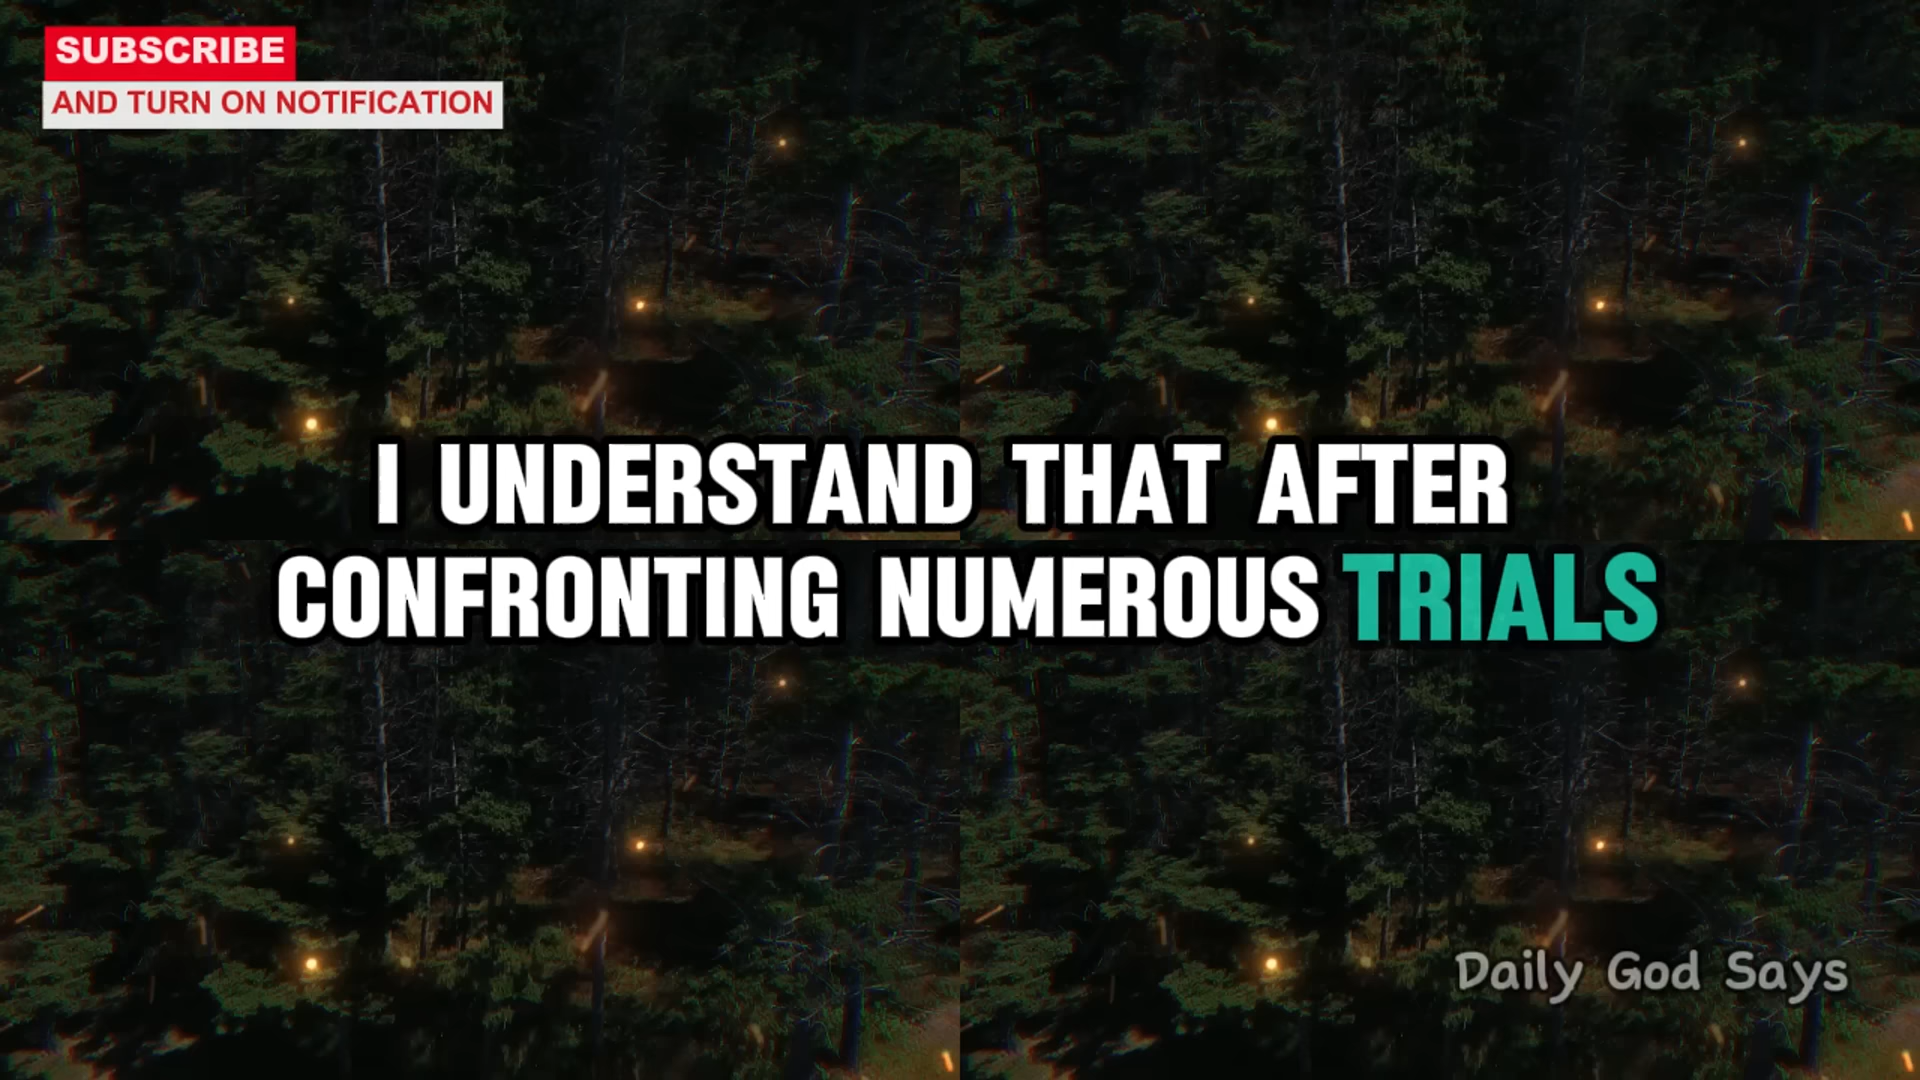 SUBSCRIBE
AND TURN ON NOTIFICATION
I UNDERSTAND THAT AFTER
CONFRONTING NUMEROUS TRIALS
Daily God Says